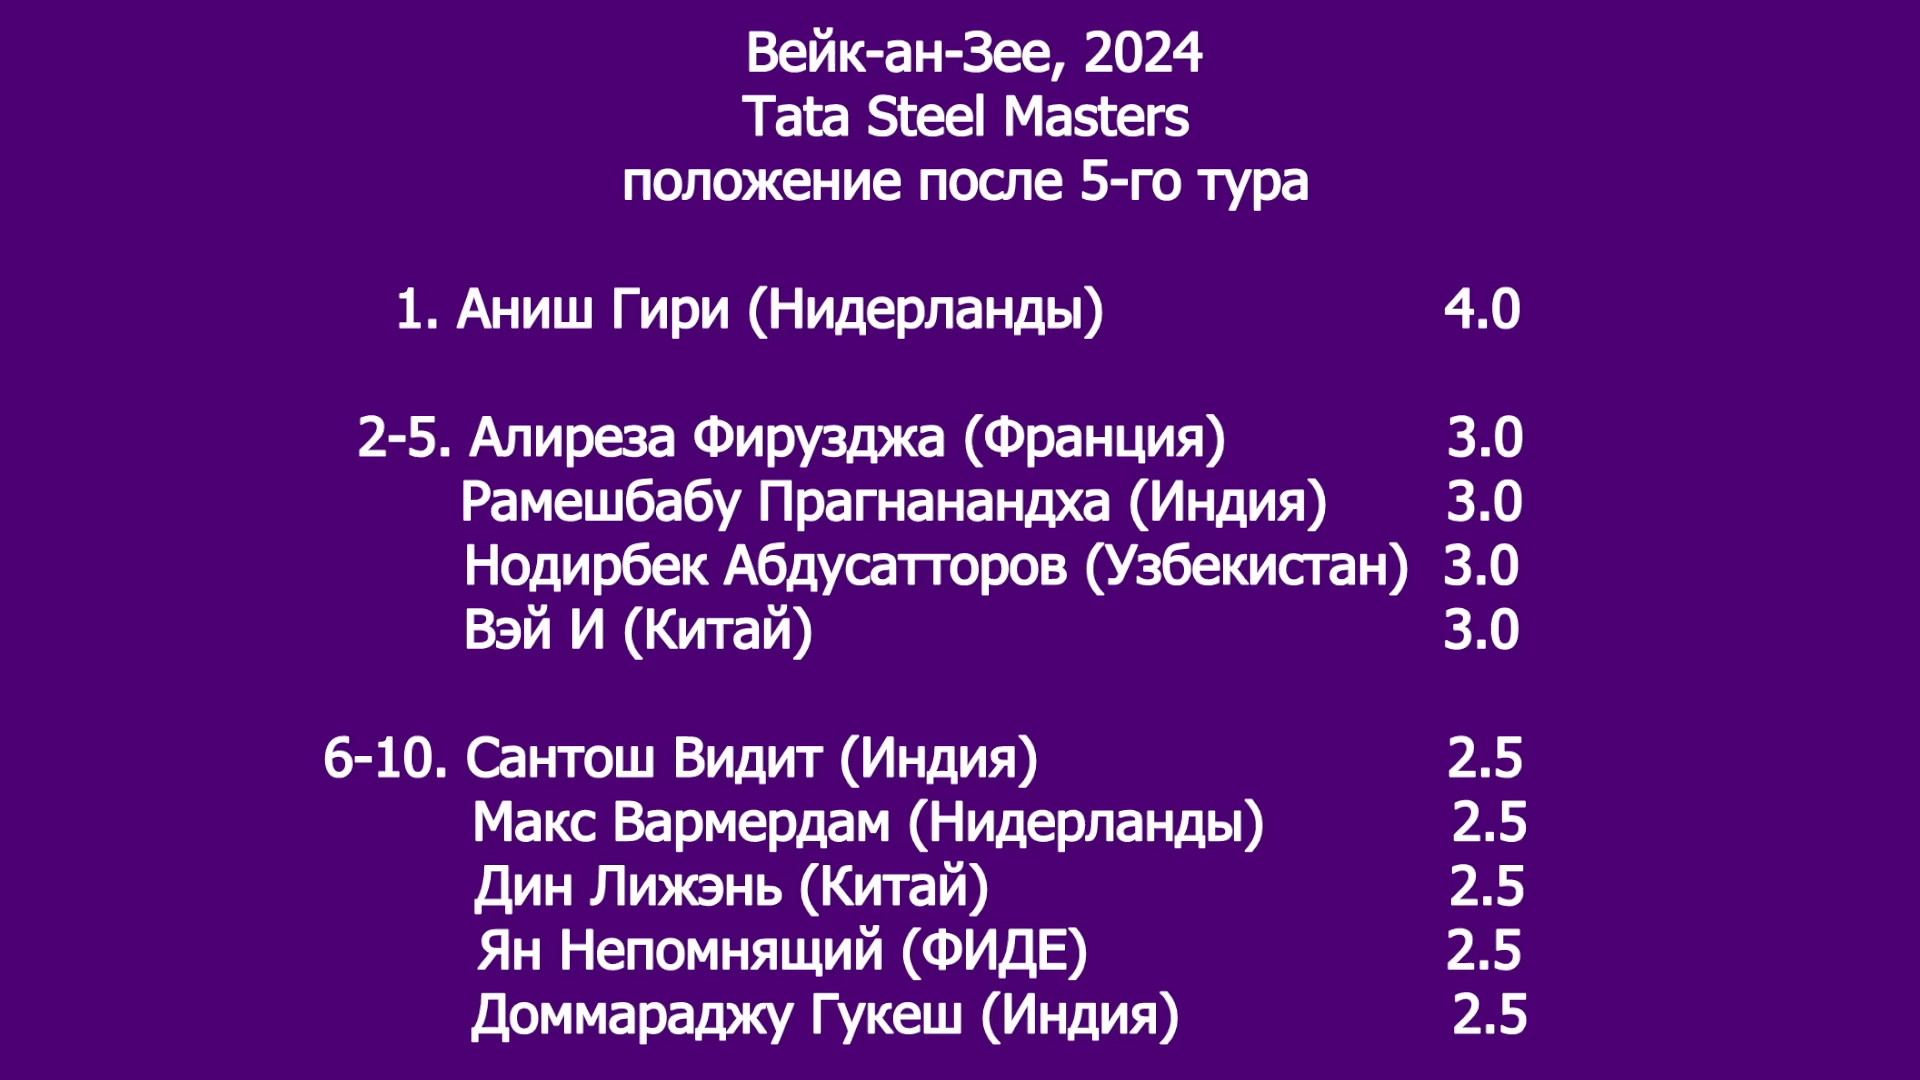 Вейк-ан-Зее, 2024
Tata Steel Masters
положение после 5-го тура
1. Аниш Гири (Нидерланды) 4.0
2-5. Алиреза Фирузджа (Франция) 3.0
Рамешбабу Прагнанандха (Индия) 3.0
Нодирбек Абдусатторов (Узбекистан) 3.0
Вэй И (Китай) 3.0
6-10. Сантош Видит (Индия) 2.5
Макс Вармердам (Нидерланды) 2.5
Дин Лижэнь (Китай) 2.5
Ян Непомнящий (ФИДЕ) 2.5
Доммараджу Гукеш (Индия) 2.5